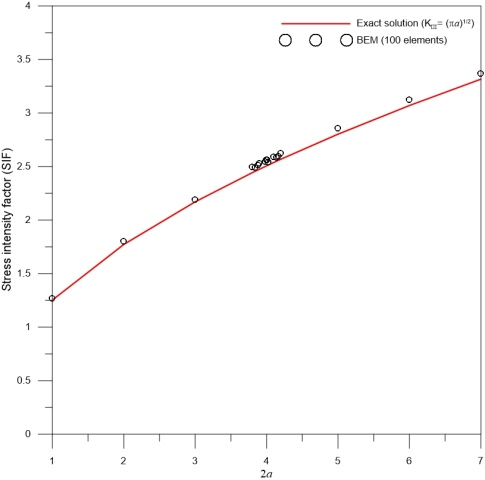 4
3.5
3
2.5
2
1.5
1
0.5
0
Stress intensity factor (SIF)
Exact solution (KIII= (πa)1/2)
BEM (100 elements)
1 2 3 4 5 6 7
2a